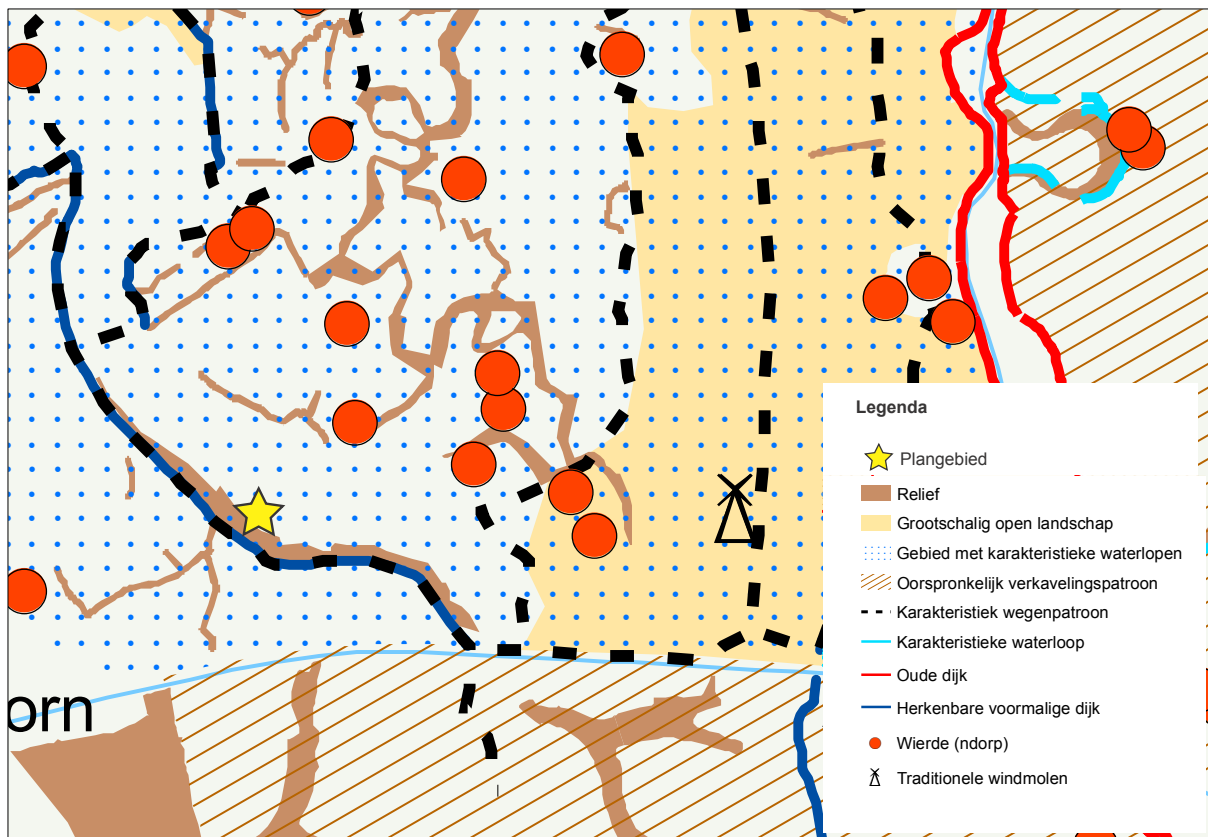 orn
Legenda
Plangebied
Relief
Grootschalig open landschap
Gebied met karakteristieke waterlopen
Oorspronkelijk verkavelingspatroon
Karakteristiek wegenpatroon
Karakteristieke waterloop
Oude dijk
Herkenbare voormalige dijk
Wierde (ndorp)
Traditionele windmolen